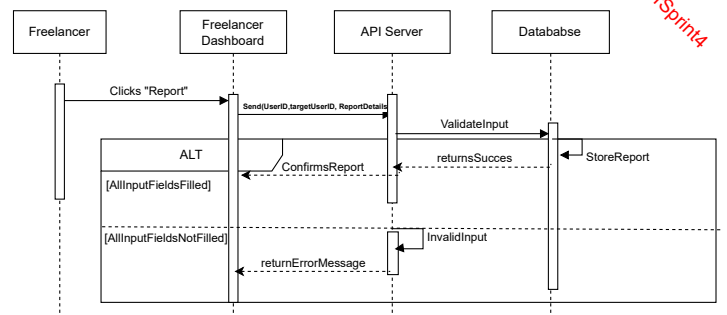 Freelancer
Freelancer
Dashboard
API Server
Datababse
Sprint4
Clicks "Report"
Send(UserID,targetUserID, ReportDetails
ValidateInput
ALT
returnsSucces
StoreReport
ConfirmsReport
[AllInputFieldsFilled]
[AllInputFieldsNotFilled]
InvalidInput
returnErrorMessage